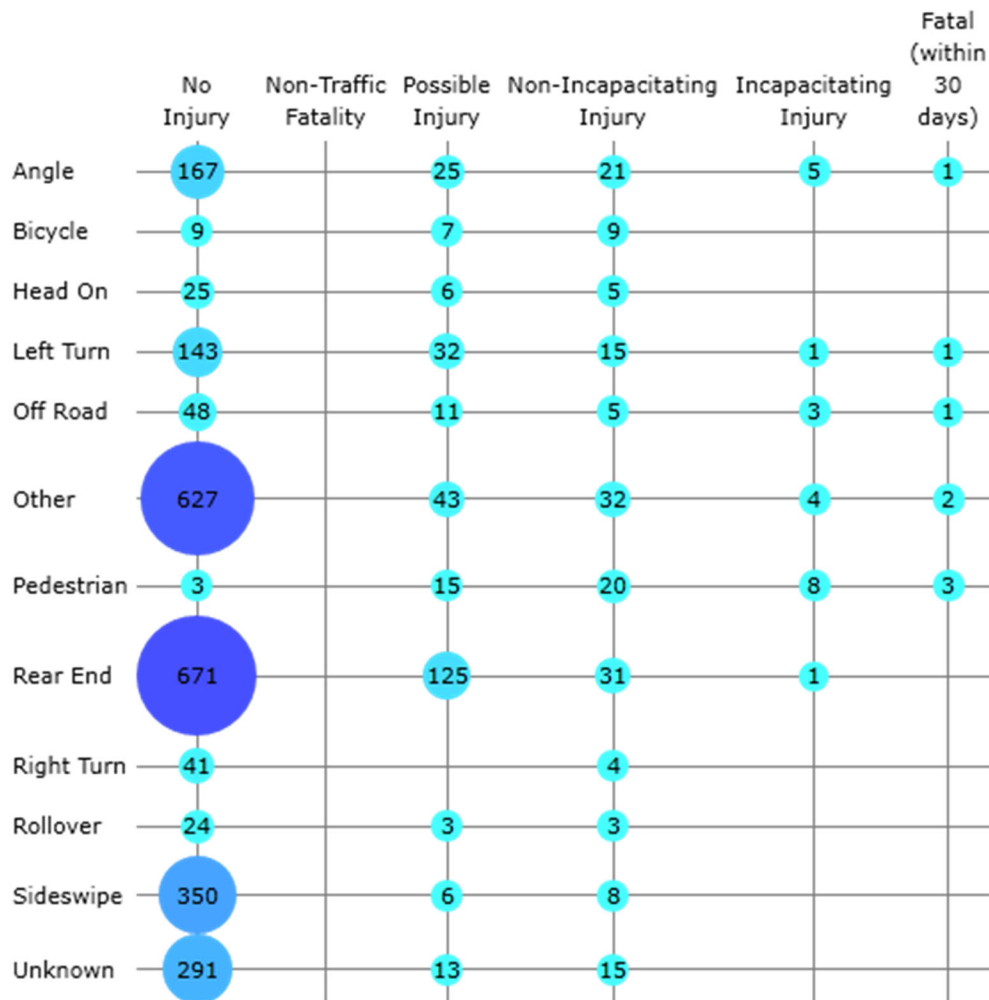 Fatal
(within
No Non-Traffic Possible Non-Incapacitating Incapacitating 30
Injury Fatality Injury Injury Injury days)
Angle 167 25 21 5 1
Bicycle 9 7 9
Head On 25 6 5
Left Turn 143 32 15 1 1
Off Road 48 11 5 3 1
Other 627 43 32 4 2
Pedestrian 3 15 20 8 3
Rear End 671 125 31 1
Right Turn 41 4
Rollover 24 3 3
Sideswipe 350 6 8
Unknown 291 13 15